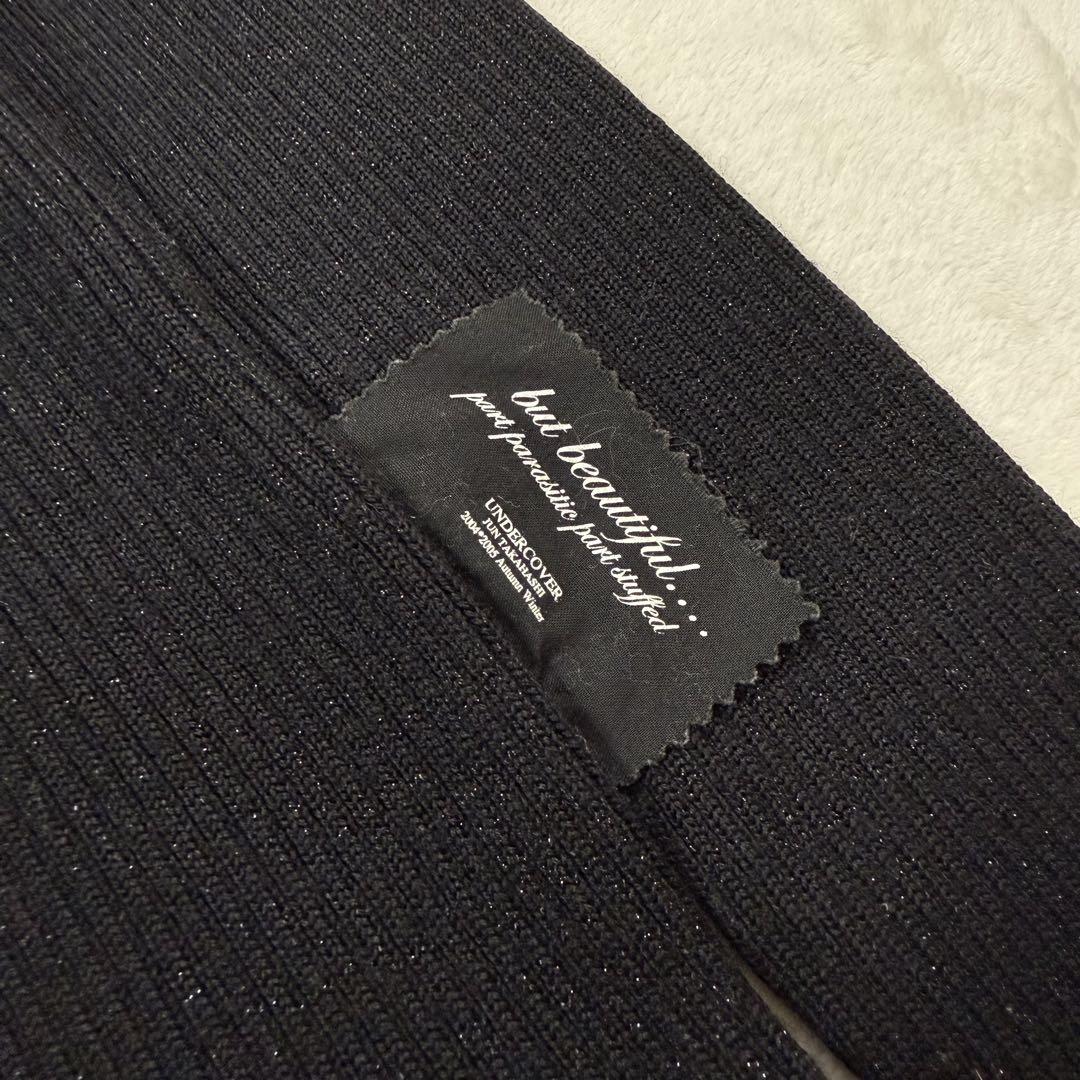 but beautiful....
part parasitic part stuffed
UNDERCOVER
JUN TAKAHASHI
2004*2005 Autumn Winter